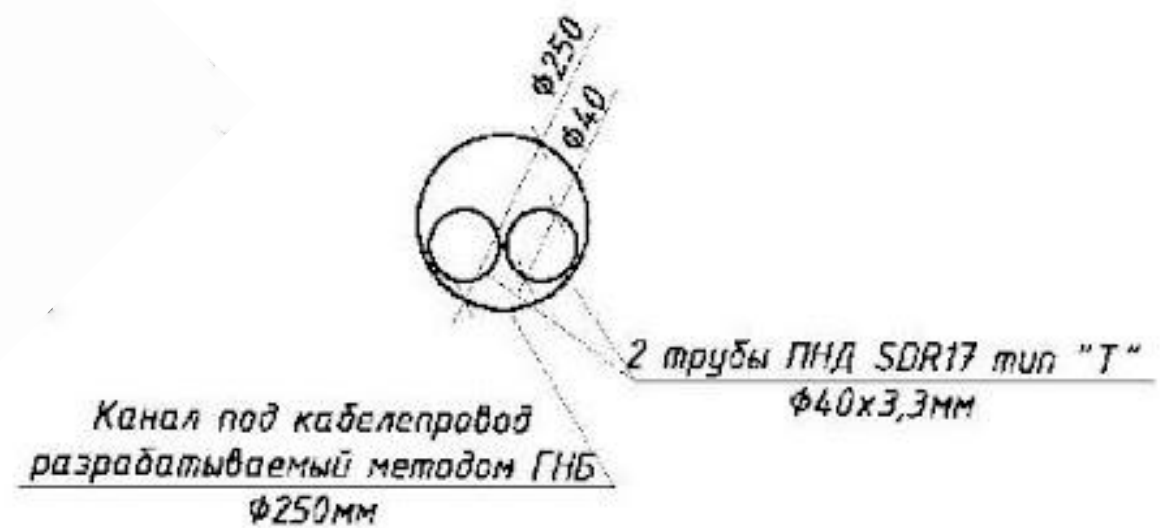 Ф250
Ф40
2 трубы ПНД SDR17 тип "Т"
Ф40х3,3мм
Канал под кабелепровод
разрабатываемый методом ГНБ
Ф250мм